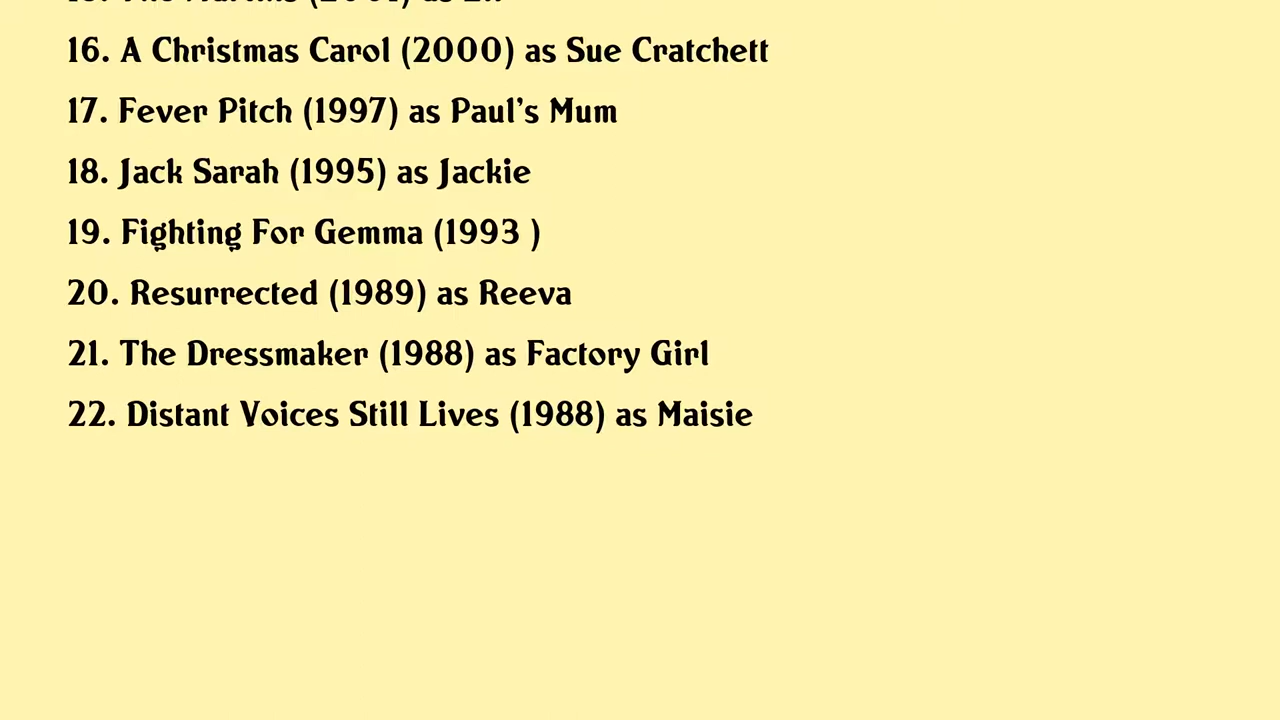 16. A Christmas Carol (2000) as Sue Cratchett
17. Fever Pitch (1997) as Paul's Mum
18. Jack Sarah (1995) as Jackie
19. Fighting For Gemma (1993 )
20. Resurrected (1989) as Reeva
21. The Dressmaker (1988) as Factory Girl
22. Distant Voices Still Lives (1988) as Maisie